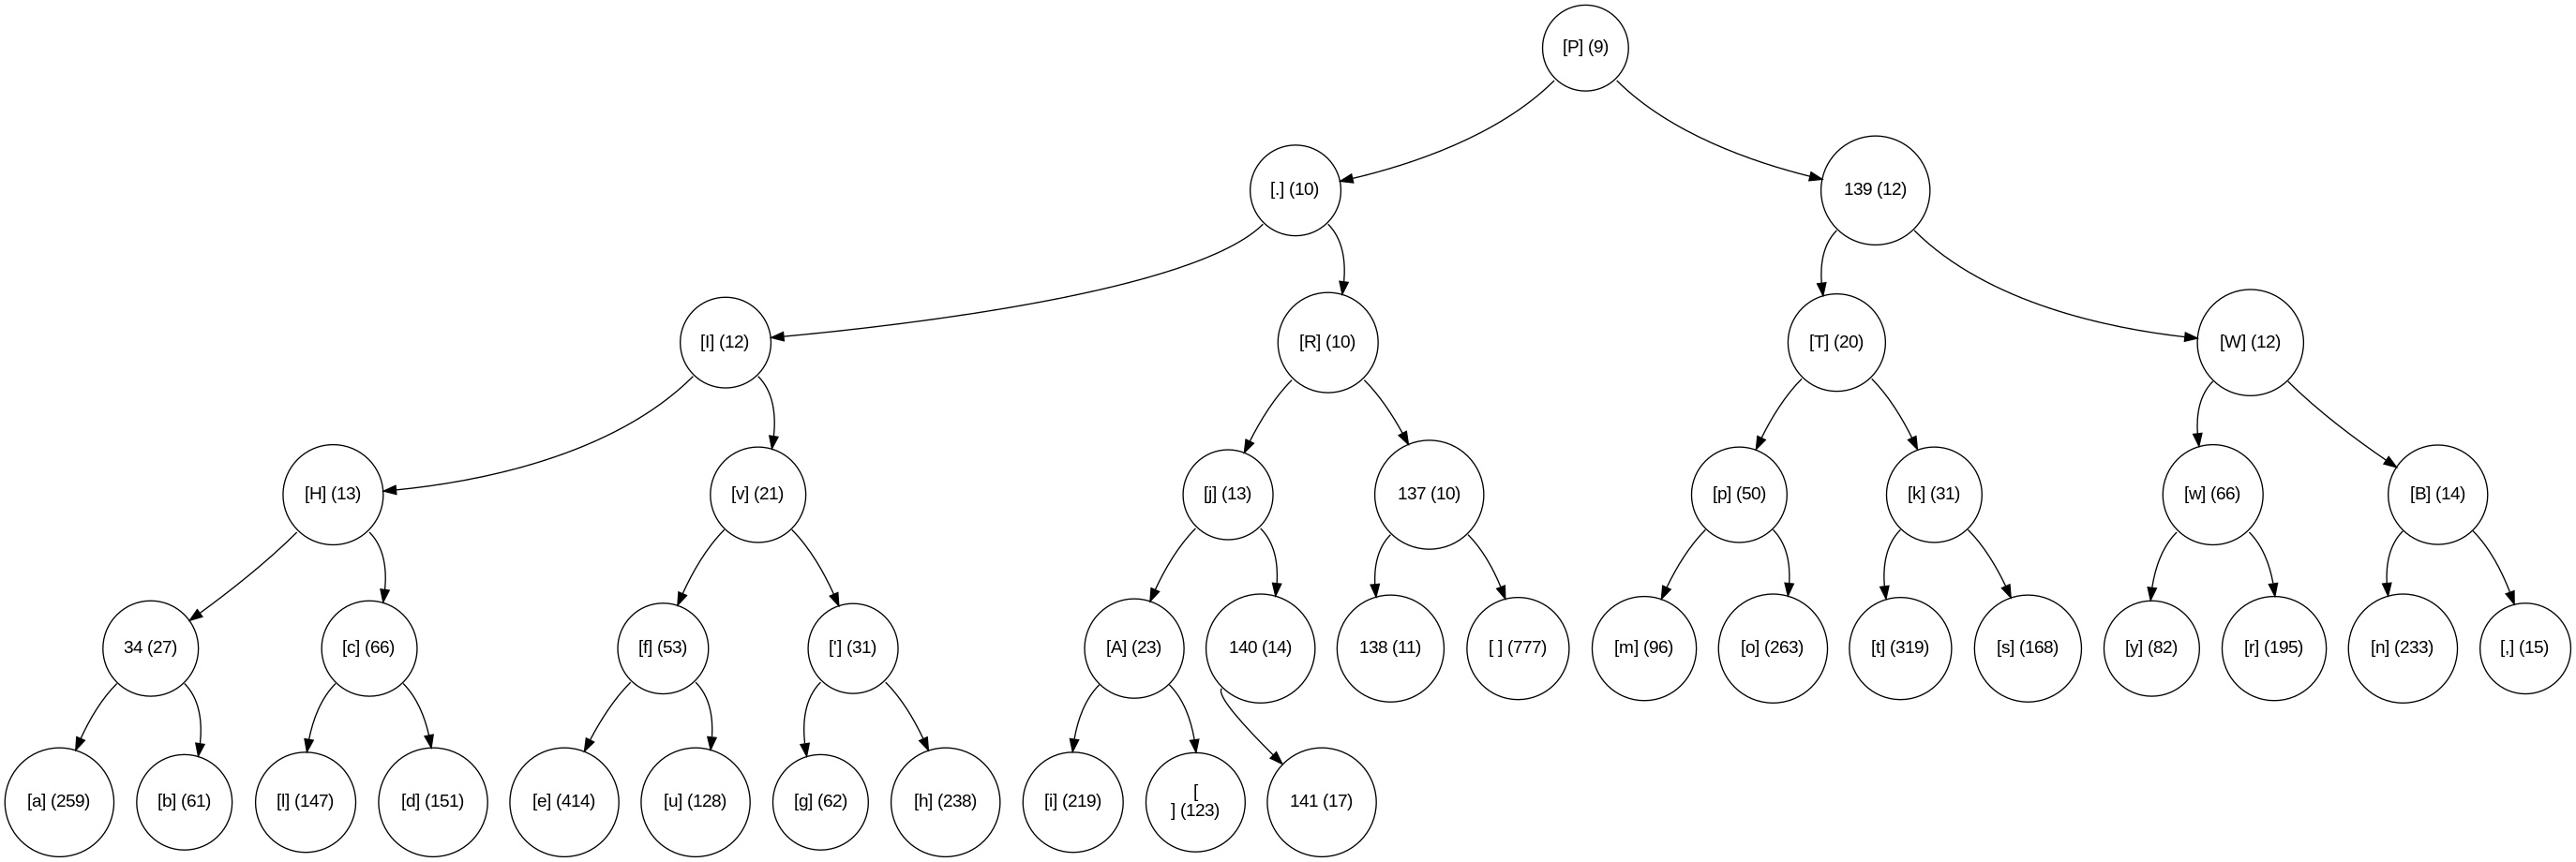 [P] (9)
[.] (10)
139 (12)
[I] (12)
[R] (10)
[T] (20)
[W] (12)
[H] (13)
[v] (21)
[j] (13)
137 (10)
[p] (50)
[k] (31)
[w] (66)
[B] (14)
34 (27)
[c] (66)
[f] (53)
['] (31)
[A] (23)
140 (14)
138 (11)
[ ] (777)
[m] (96)
[o] (263)
[t] (319)
[s] (168)
[y] (82)
[r] (195)
[n] (233)
[,] (15)
[a] (259)
[b] (61)
[l] (147)
[d] (151)
[e] (414)
[u] (128)
[g] (62)
[h] (238)
[i] (219)
[
] (123)
141 (17)